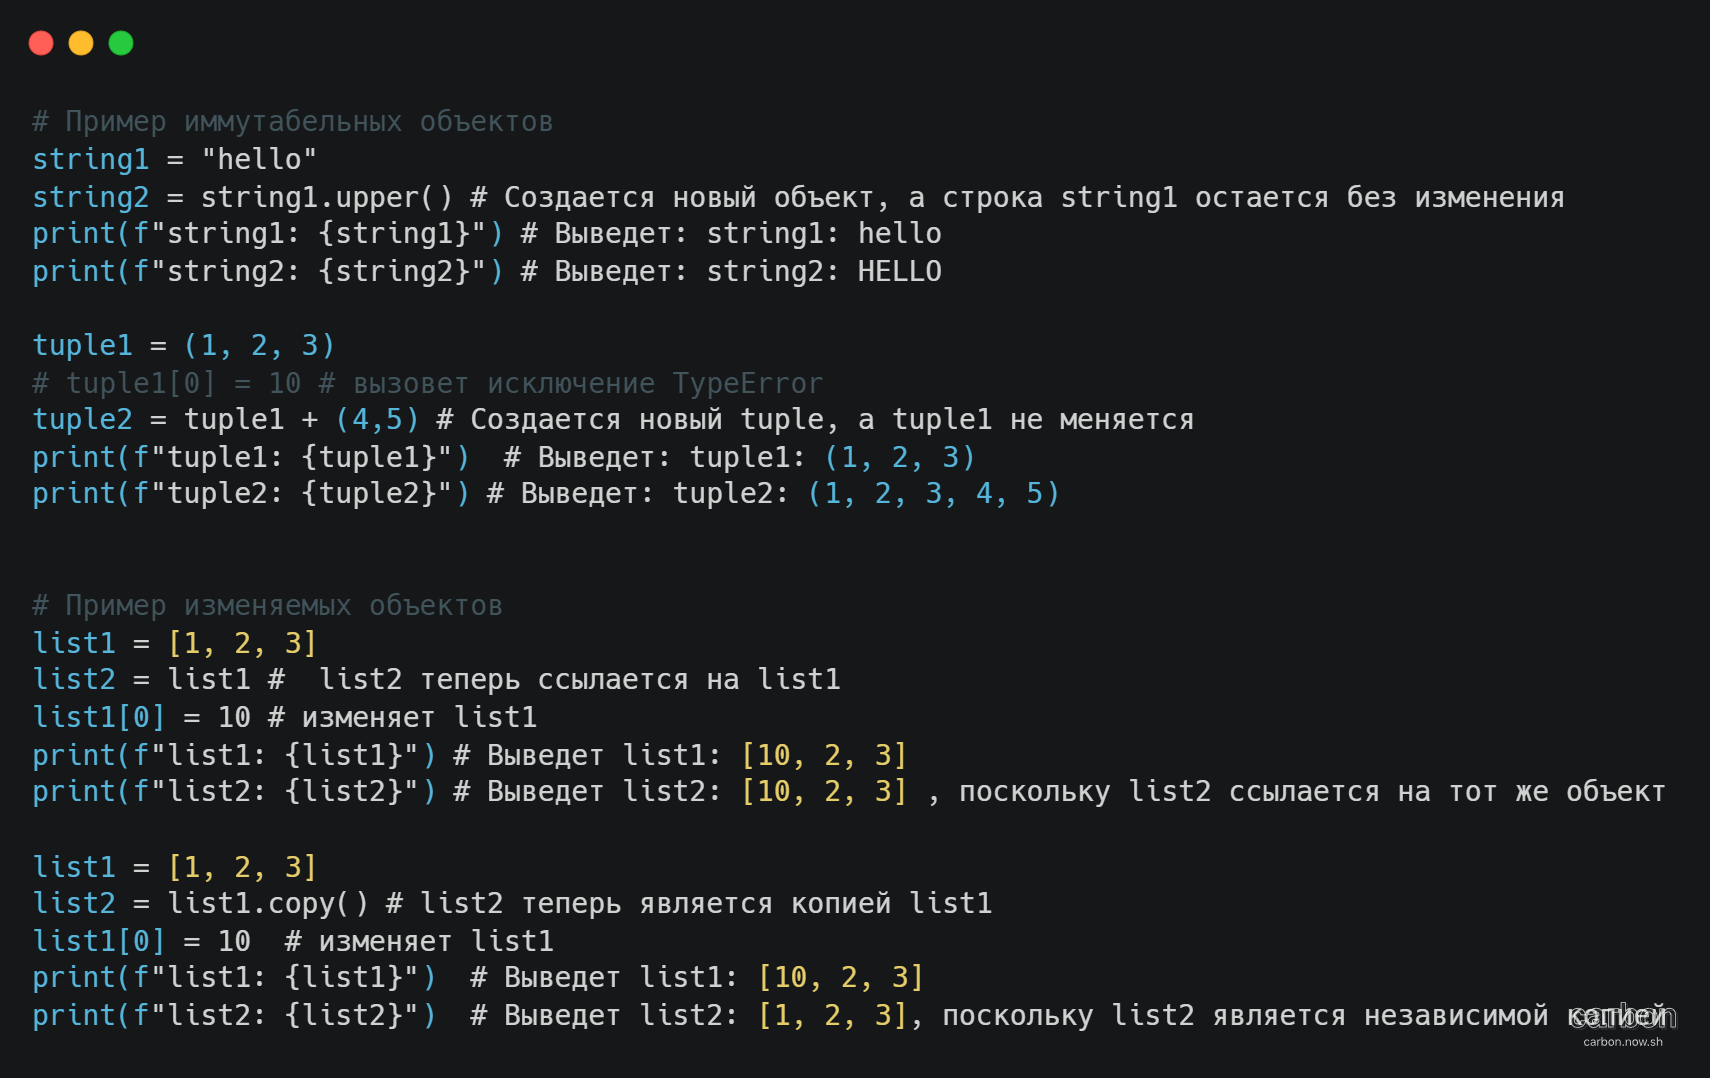 # Пример иммутабельных объектов
string1 = "hello"
string2 = string1.upper() # Создается новый объект, а строка string1 остается без изменения
print(f"string1: {string1}") # Выведет: string1: hello
print(f"string2: {string2}") # Выведет: string2: HELLO
tuple1 = (1, 2, 3)
# tuple1[0] = 10 # вызовет исключение TypeError
tuple2 = tuple1 + (4,5) # Создается новый tuple, а tuple1 не меняется
print(f"tuple1: {tuple1}")  # Выведет: tuple1: (1, 2, 3)
print(f"tuple2: {tuple2}") # Выведет: tuple2: (1, 2, 3, 4, 5)
# Пример изменяемых объектов
list1 = [1, 2, 3]
list2 = list1 #  list2 теперь ссылается на list1
list1[0] = 10 # изменяет list1
print(f"list1: {list1}") # Выведет list1: [10, 2, 3]
print(f"list2: {list2}") # Выведет list2: [10, 2, 3] , поскольку list2 ссылается на тот же объект
list1 = [1, 2, 3]
list2 = list1.copy() # list2 теперь является копией list1
list1[0] = 10  # изменяет list1
print(f"list1: {list1}")  # Выведет list1: [10, 2, 3]
print(f"list2: {list2}")  # Выведет list2: [1, 2, 3], поскольку list2 является независимой копией
carbon
carbon.now.sh